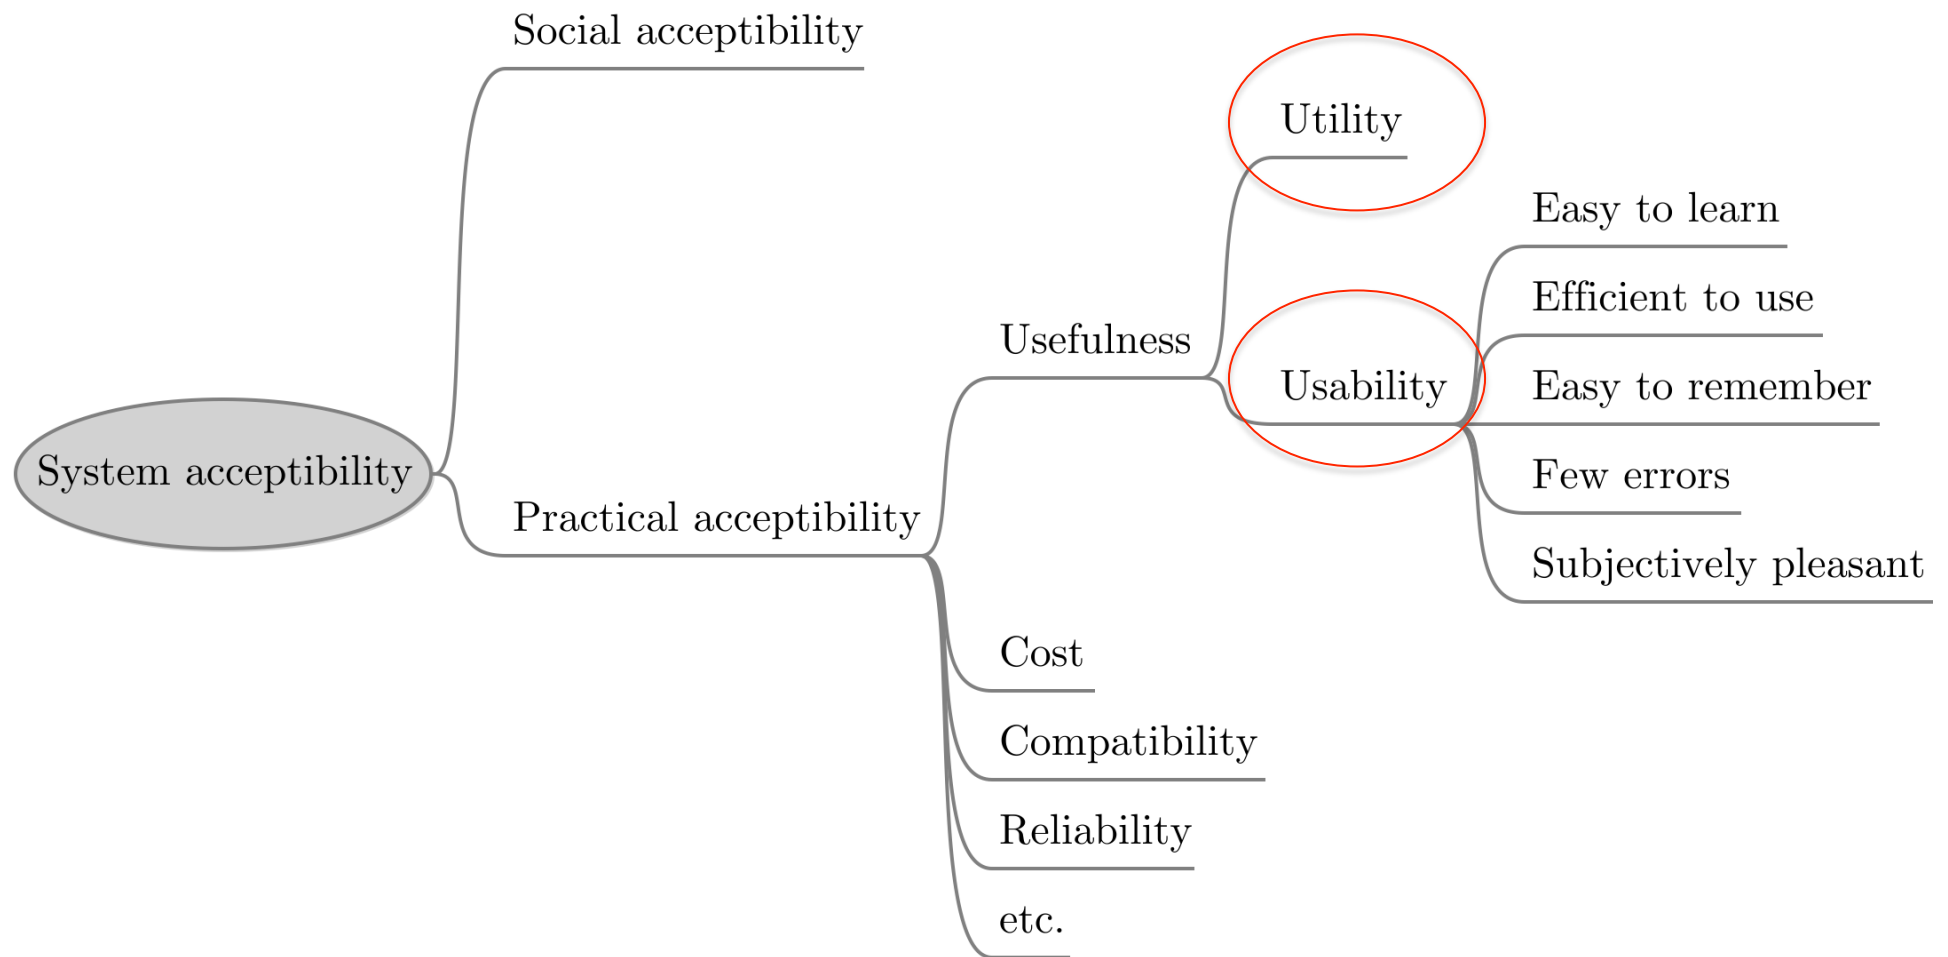 Social acceptibility
Utility
Easy to learn
Efficient to use
Usefulness
Usability
Easy to remember
System acceptibility
Few errors
Practical acceptibility
Subjectively pleasant
Cost
Compatibility
Reliability
etc.